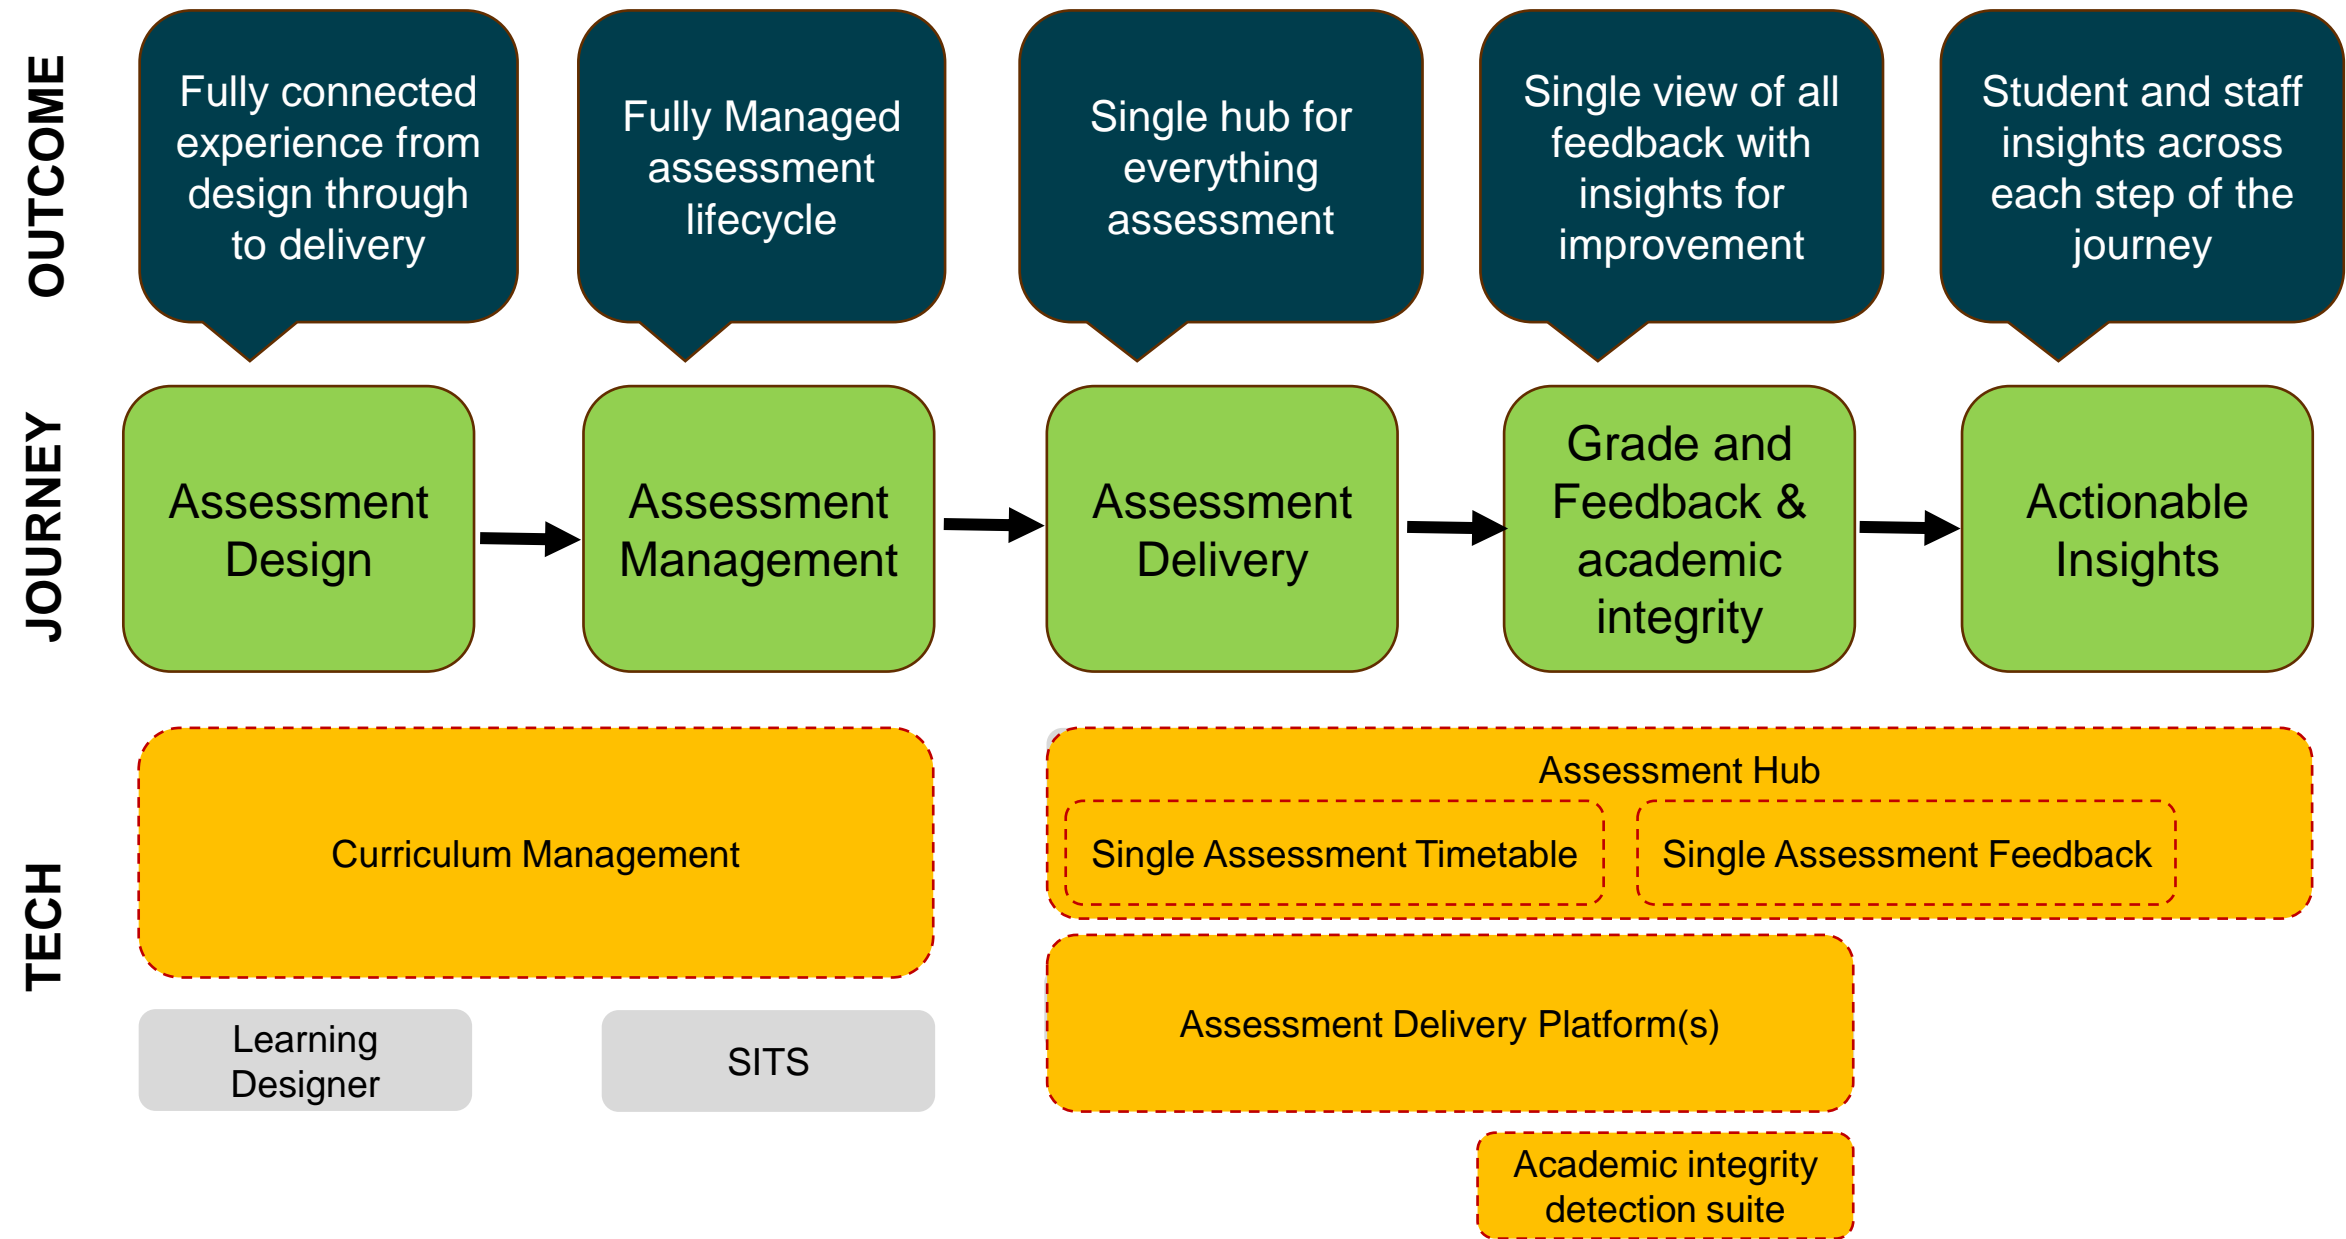 OUTCOME
Fully connected
experience from
design through
to delivery
Fully Managed
assessment
lifecycle
Single hub for
everything
assessment
Single view of all
feedback with
insights for
improvement
Student and staff
insights across
each step of the
journey
JOURNEY
Assessment
Design
Assessment
Management
Assessment
Delivery
Grade and
Feedback &
academic
integrity
Actionable
Insights
TECH
Curriculum Management
Learning
Designer
SITS
Assessment Hub
Single Assessment Timetable
Single Assessment Feedback
Assessment Delivery Platform(s)
Academic integrity
detection suite